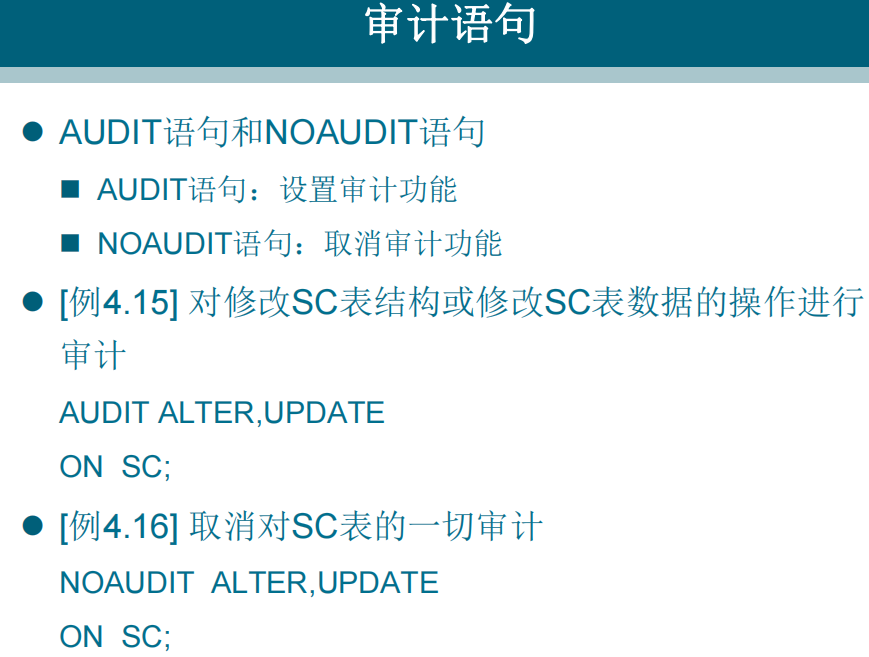 审计语句
AUDIT语句和NOAUDIT语句
AUDIT语句：设置审计功能
NOAUDIT语句：取消审计功能
[例4.15] 对修改SC表结构或修改SC表数据的操作进行
审计
AUDIT ALTER,UPDATE
ON SC;
[例4.16] 取消对SC表的一切审计
NOAUDIT ALTER,UPDATE
ON SC;